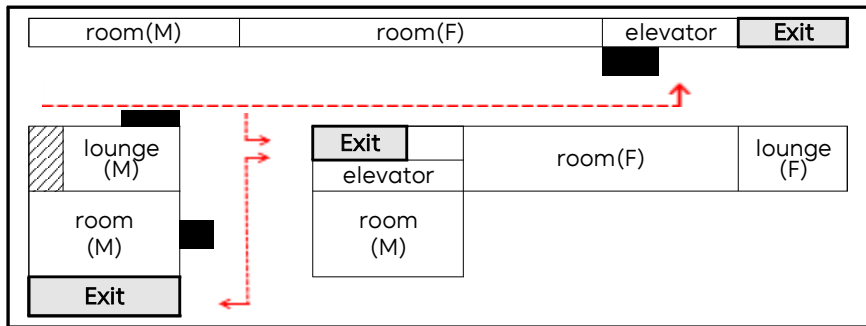 room(M) room(F) elevator Exit
lounge
(M)
Exit
elevator
room(F)
lounge
(F)
room
(M)
room
(M)
Exit